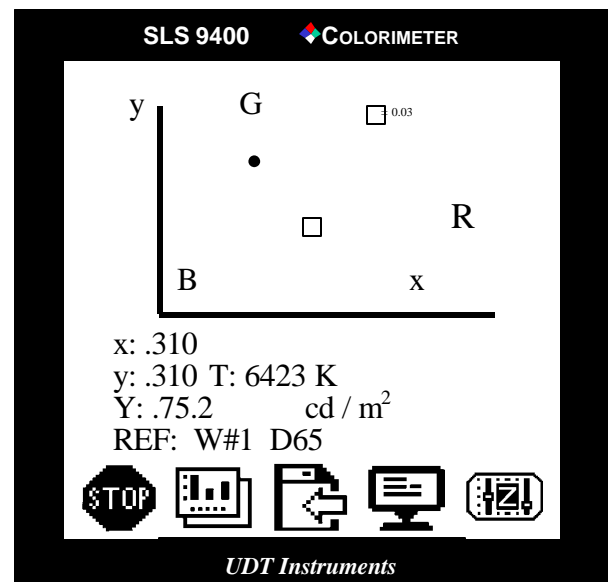 SLS 9400 COLORIMETER
y G = 0.03
R
B x
x: .310
y: .310 T: 6423 K
Y: .75.2 cd / m²
REF: W#1 D65
STOP Z
UDT Instruments